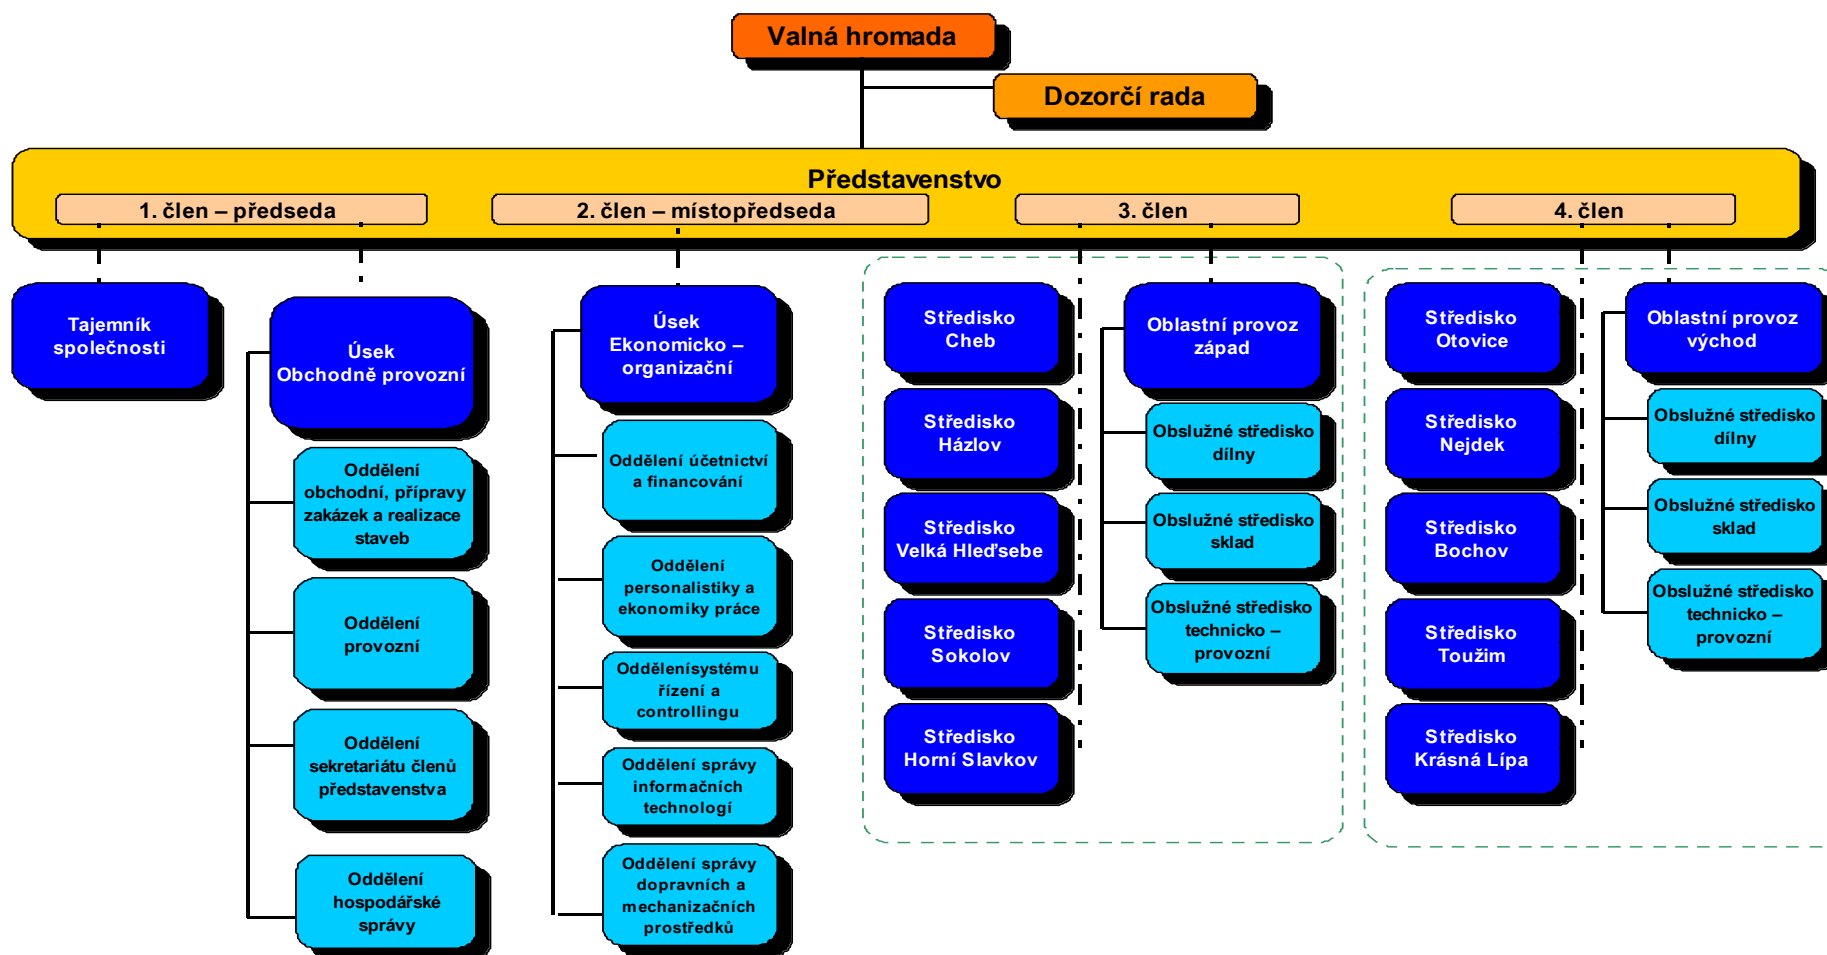 Valná hromada
Dozorčí rada
Představenstvo
1. člen – předseda
2. člen – místopředseda
3. člen
4. člen
Tajemník
společnosti
Úsek
Obchodně provozní
Oddělení
obchodní, přípravy
zakázek a realizace
staveb
Oddělení
provozní
Oddělení
sekretariátu členů
představenstva
Oddělení
hospodářské
správy
Úsek
Ekonomicko –
organizační
Oddělení účetnictví
a financování
Oddělení
personalistiky a
ekonomiky práce
Oddělenísystému
řízení a
controllingu
Oddělení správy
informačních
technologí
Oddělení správy
dopravních a
mechanizačních
prostředků
Středisko
Cheb
Středisko
Házlov
Středisko
Velká Hleďsebe
Středisko
Sokolov
Středisko
Horní Slavkov
Oblastní provoz
západ
Obslužné středisko
dílny
Obslužné středisko
sklad
Obslužné středisko
technicko –
provozní
Středisko
Otovice
Středisko
Nejdek
Středisko
Bochov
Středisko
Toužim
Středisko
Krásná Lípa
Oblastní provoz
východ
Obslužné středisko
dílny
Obslužné středisko
sklad
Obslužné středisko
technicko –
provozní